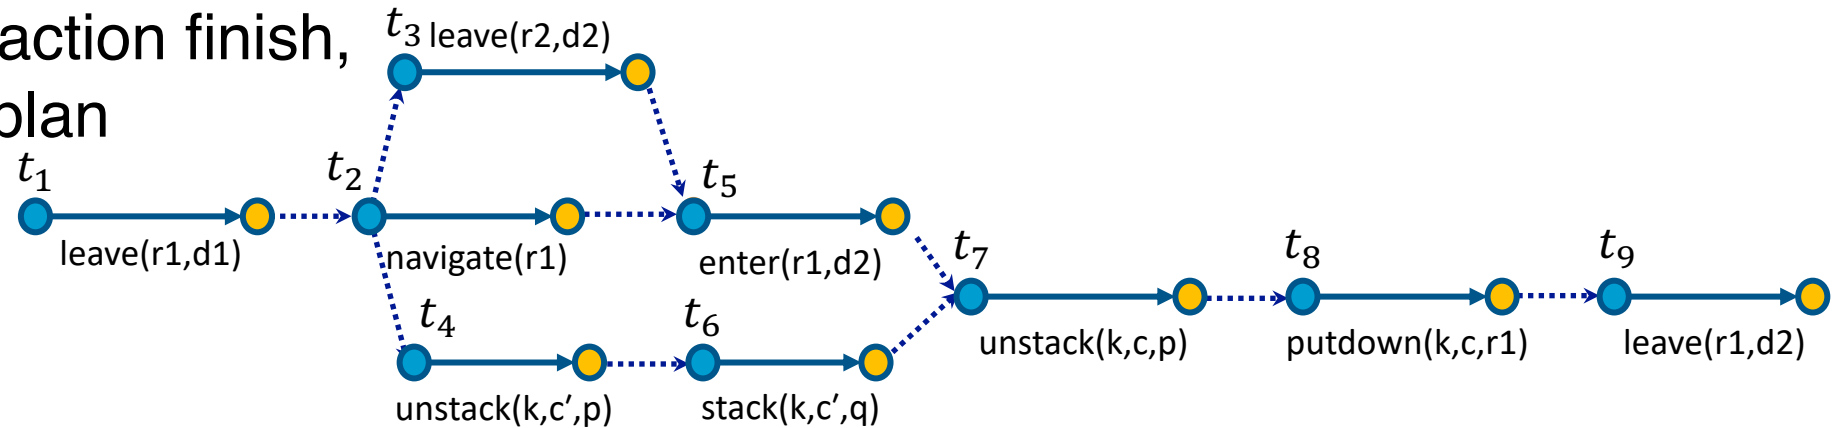 action finish,
plan
t₃ leave(r2,d2)
t₁
t₂
t₅
leave(r1,d1)
navigate(r1)
enter(r1,d2)
t₇
t₈
t₉
t₄
t₆
unstack(k,c,p)
putdown(k,c,r1)
leave(r1,d2)
unstack(k,c′,p)
stack(k,c′,q)